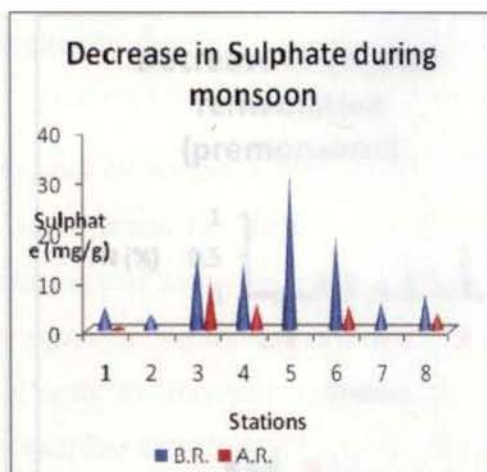 Decrease in Sulphate during
monsoon
40
30
20
10
0
Sulphat
e (mg/g)
1 2 3 4 5 6 7 8
Stations
B.R. A.R.